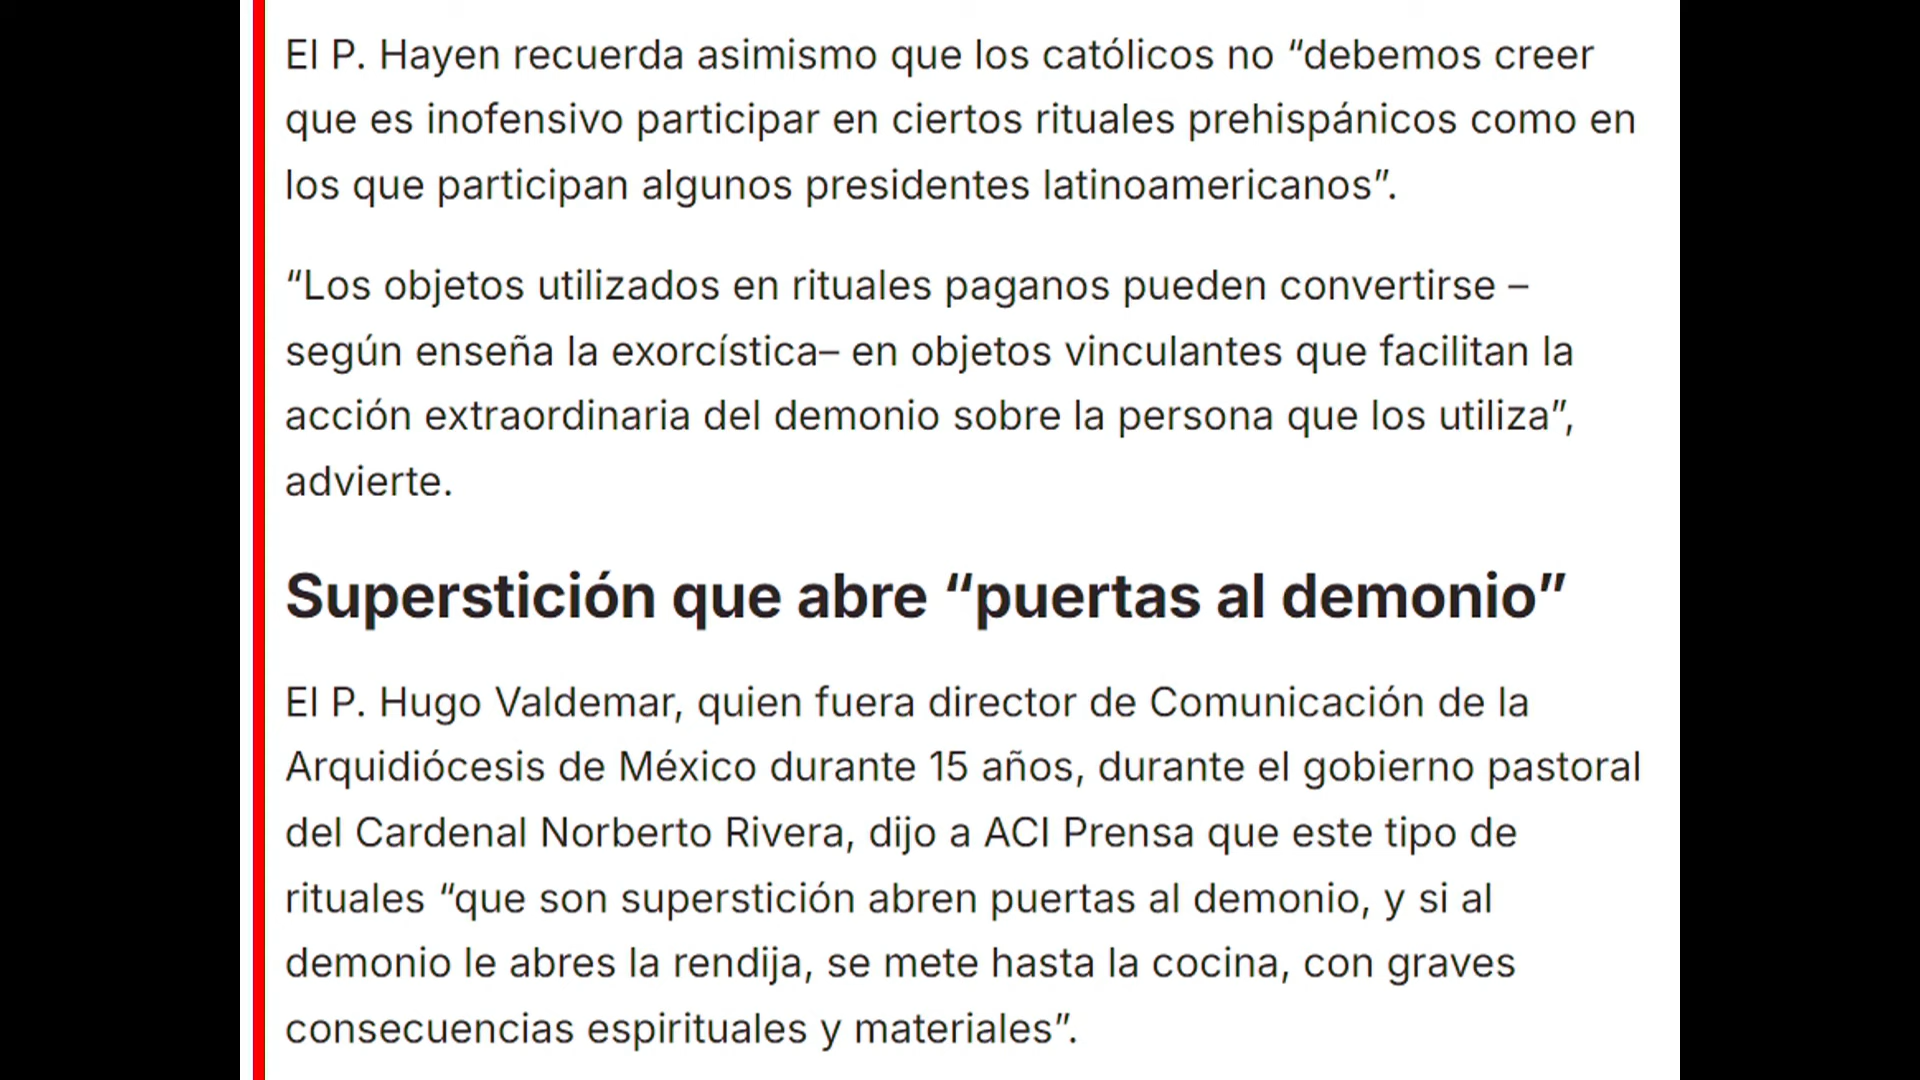 El P. Hayen recuerda asimismo que los católicos no “debemos creer
que es inofensivo participar en ciertos rituales prehispánicos como en
los que participan algunos presidentes latinoamericanos”.
“Los objetos utilizados en rituales paganos pueden convertirse –
según enseña la exorcística– en objetos vinculantes que facilitan la
acción extraordinaria del demonio sobre la persona que los utiliza”,
advierte.
Superstición que abre “puertas al demonio”
El P. Hugo Valdemar, quien fuera director de Comunicación de la
Arquidiócesis de México durante 15 años, durante el gobierno pastoral
del Cardenal Norberto Rivera, dijo a ACI Prensa que este tipo de
rituales “que son superstición abren puertas al demonio, y si al
demonio le abres la rendija, se mete hasta la cocina, con graves
consecuencias espirituales y materiales”.